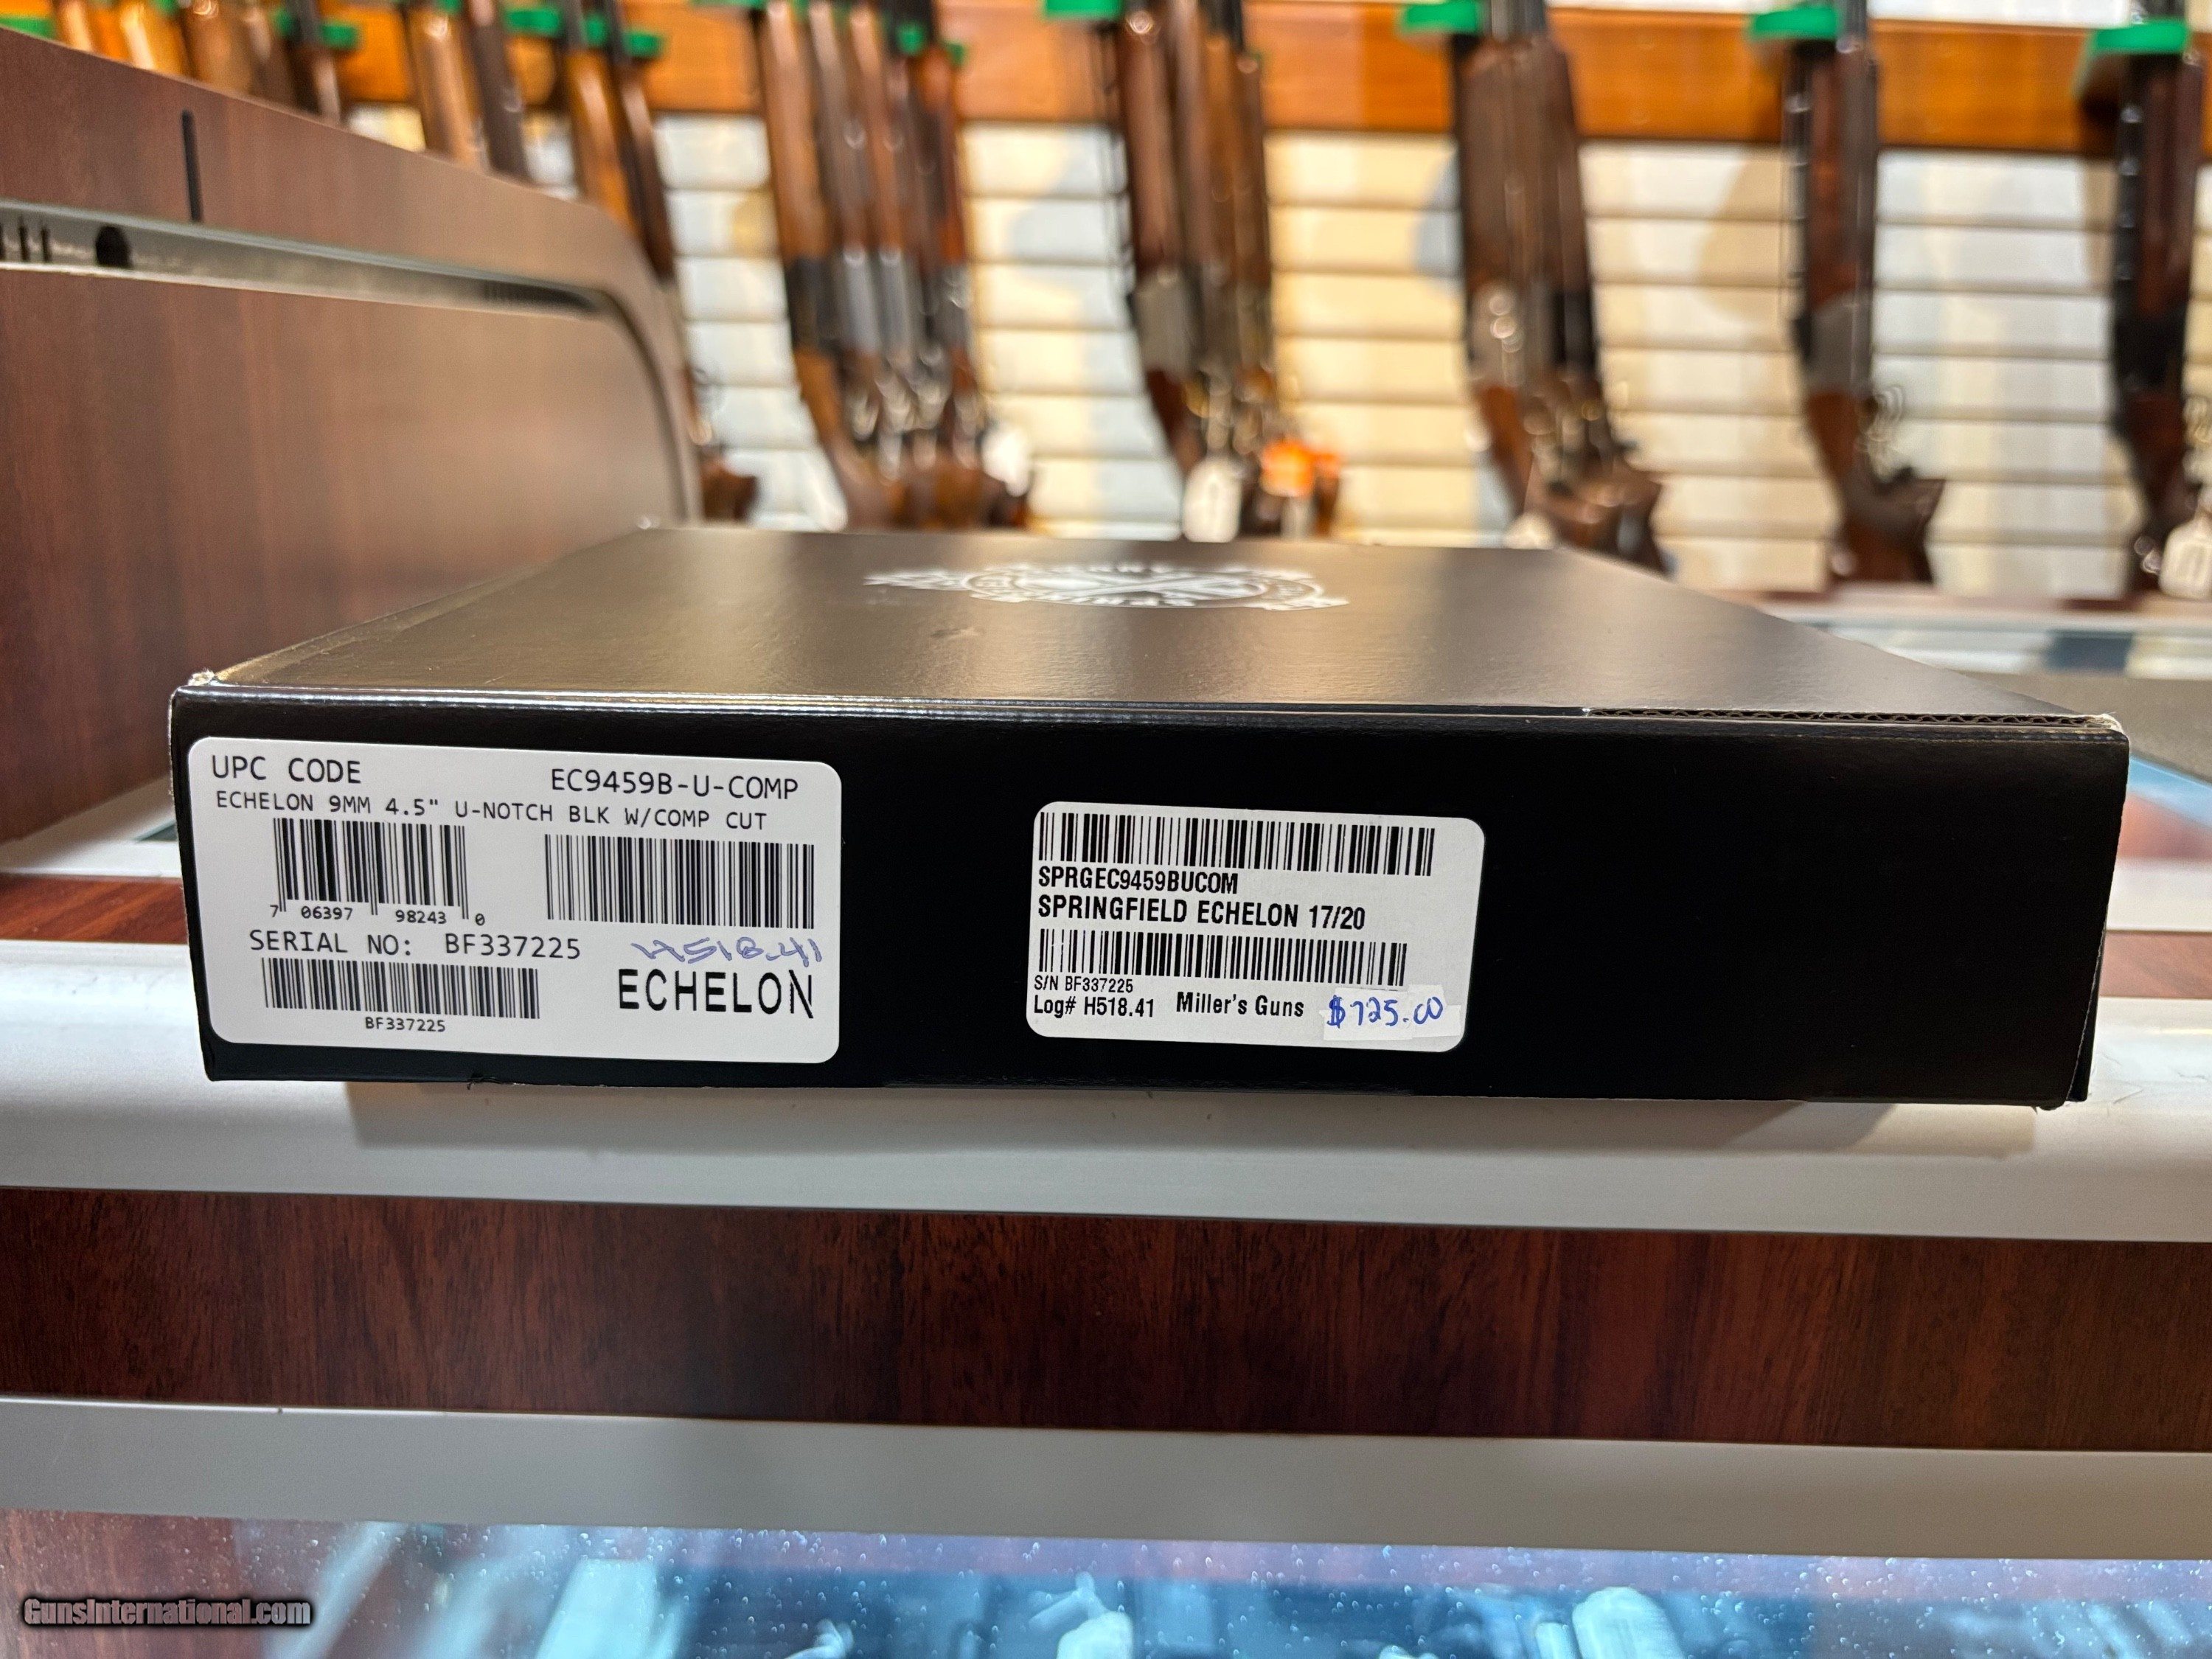 UPC CODE EC9459B-U-COMP
ECHELON 9MM 4.5" U-NOTCH BLK W/COMP CUT
7 06397 98243 0
SERIAL NO: BF337225
H518.41
ECHELON
BF337225
SPRGEC9459BUCOM
SPRINGFIELD ECHELON 17/20
S/N BF337225
Log# H518.41 Miller's Guns $725.00
GunsInternational.com